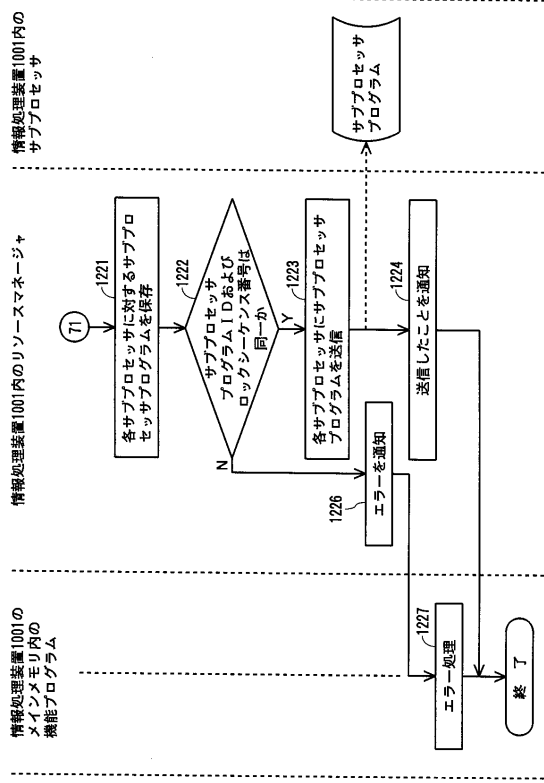 情報処理装置1001の
メインメモリ内の
機能プログラム
情報処理装置1001内のリソースマネージャ
情報処理装置1001内の
サブプロセッサ
71
1221
各サブプロセッサに対するサブプロ
セッサプログラムを保存
1222
サブプロセッサ
プログラムＩＤおよび
ロックシーケンス番号は
同一か
N
Y
1223
各サブプロセッサにサブプロセッサ
プログラムを送信
サブプロセッサ
プログラム
1224
送信したことを通知
1226
エラーを通知
1227
エラー処理
終 了